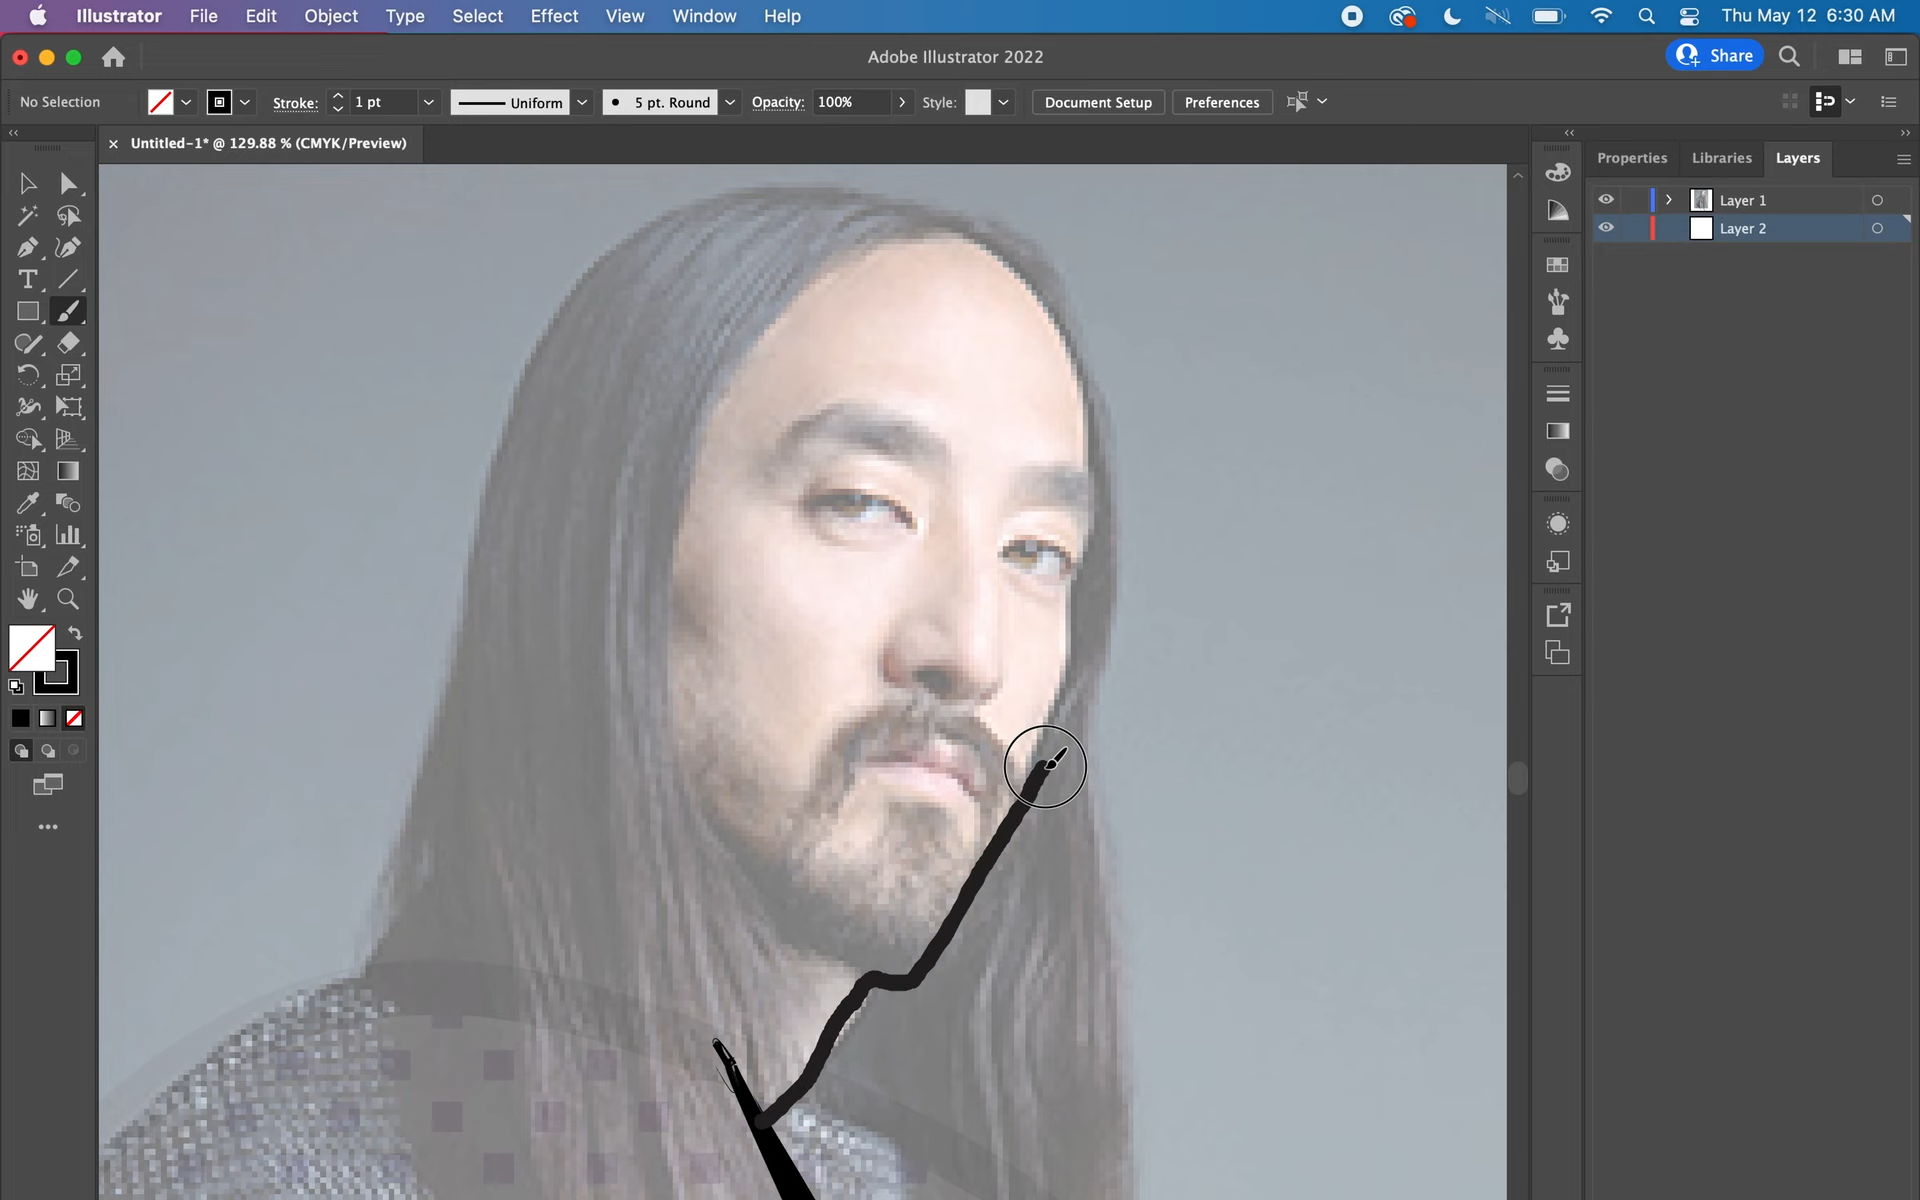 Illustrator File Edit Object Type Select Effect View Window Help Thu May 12 6:30 AM
Adobe Illustrator 2022 Share
No Selection Stroke: 1 pt Uniform 5 pt. Round Opacity: 100% Style: Document Setup Preferences
Untitled-1* @ 129.88 % (CMYK/Preview)
Properties Libraries Layers
Layer 1
Layer 2